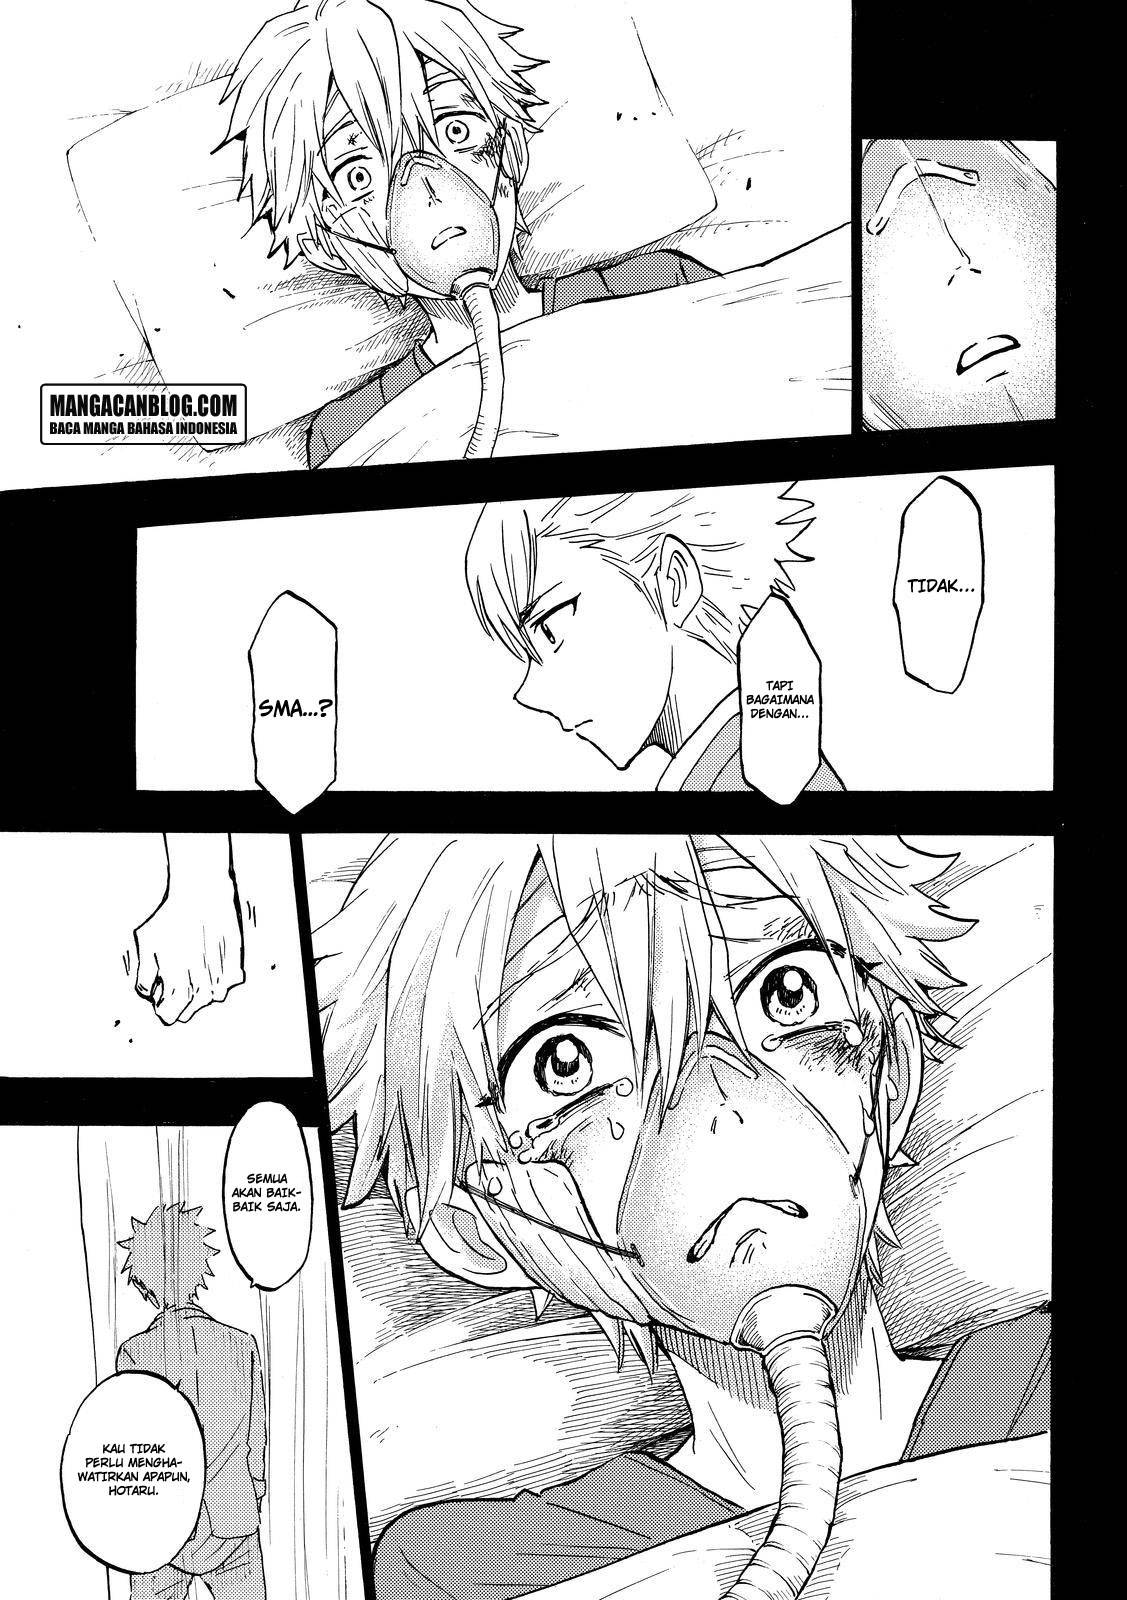 MANGACANBLOG.COM
BACA MANGA BAHASA INDONESIA
TIDAK...
TAPI
BAGAIMANA
DENGAN...
SMA...?
SEMUA
AKAN BAIK-
BAIK SAJA.
KAU TIDAK
PERLU MENGHA-
WATIRKAN APAPUN,
HOTARU.